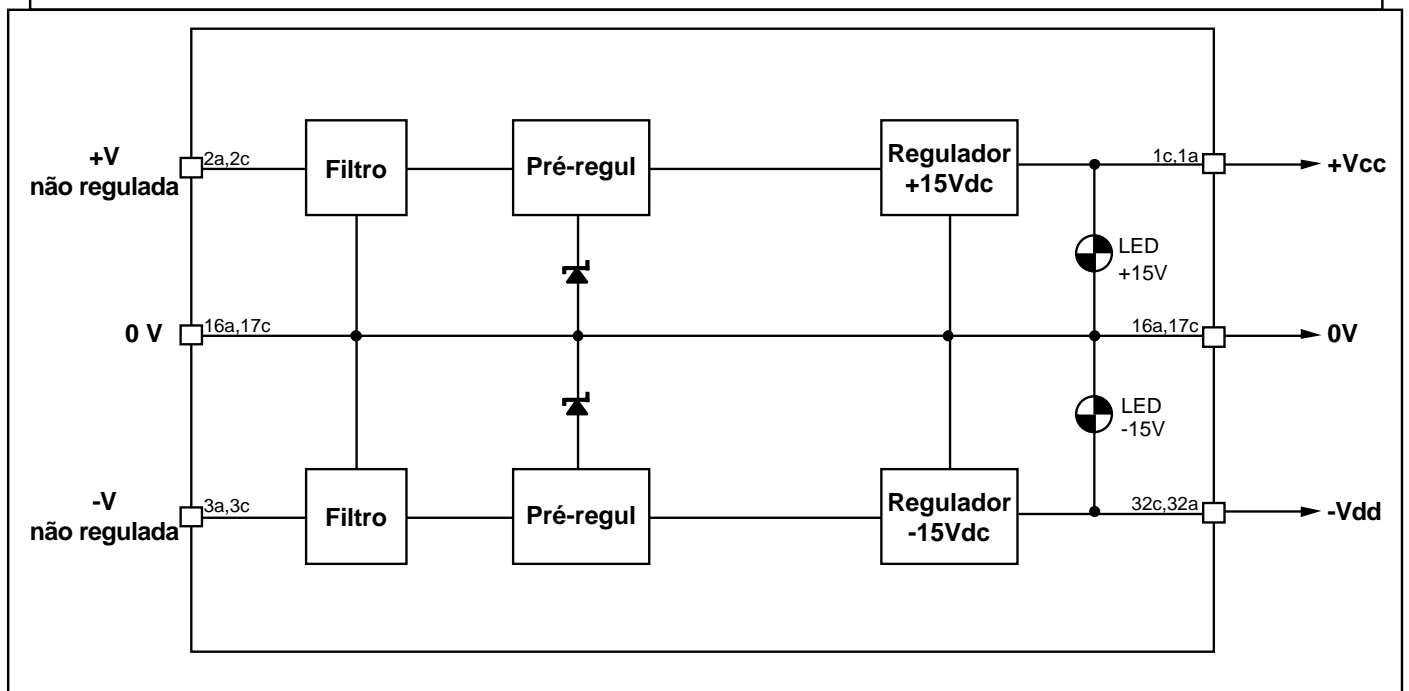 +V
não regulada
2a,2c
Filtro
Pré-regul
Regulador
+15Vdc
1c,1a
+Vcc
LED
+15V
0 V
16a,17c
16a,17c
0V
LED
-15V
-V
não regulada
3a,3c
Filtro
Pré-regul
Regulador
-15Vdc
32c,32a
-Vdd